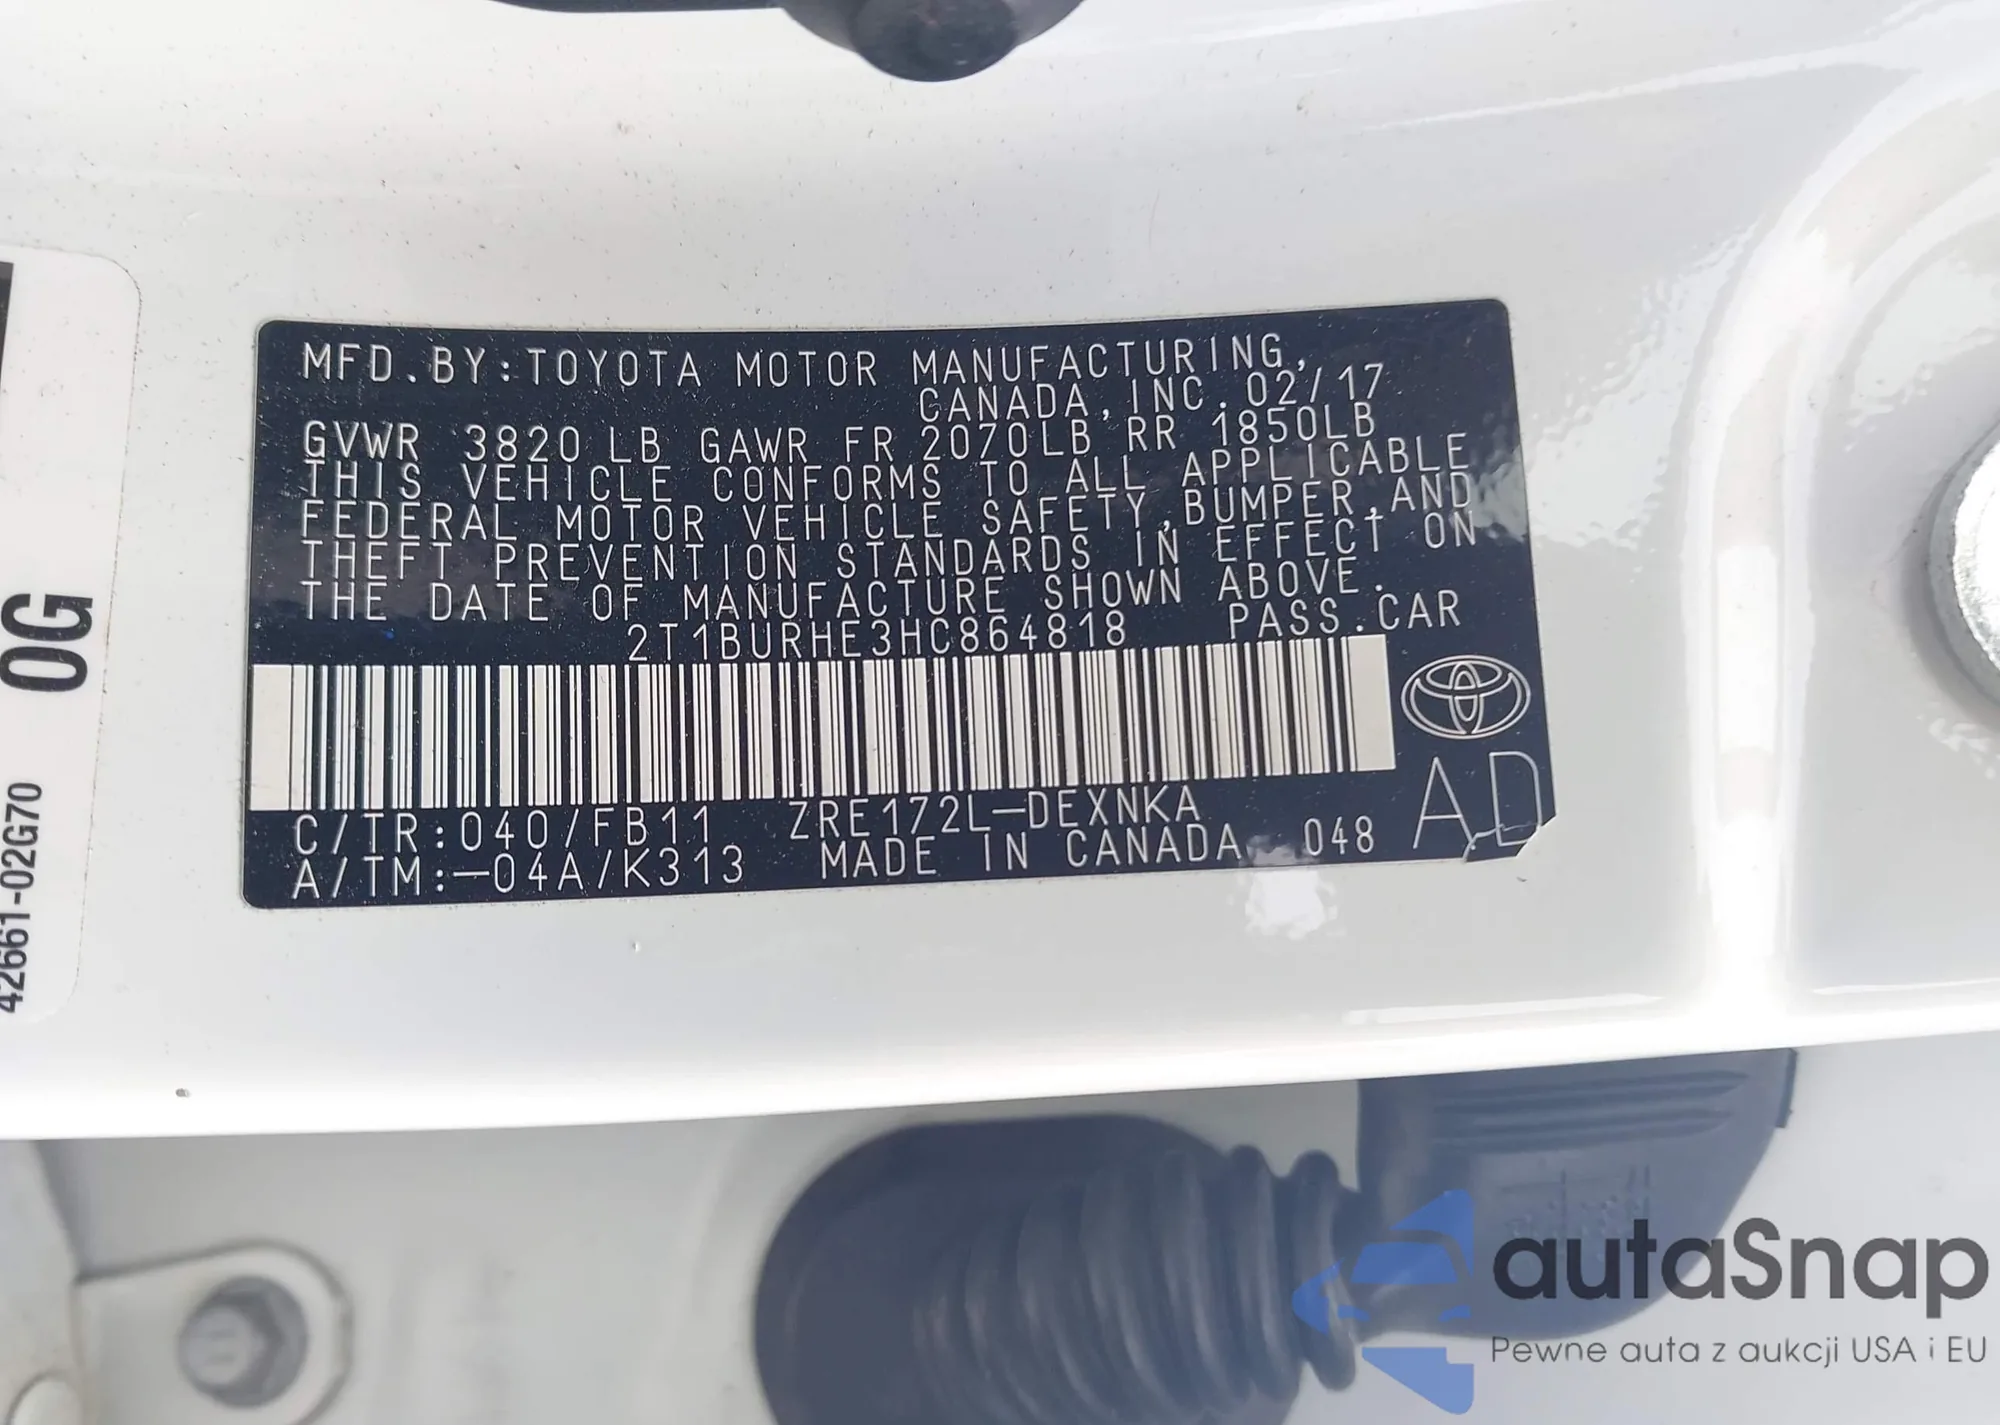 MFD.BY:TOYOTA MOTOR MANUFACTURING,
CANADA,INC.02/17
GVWR 3820LB GAWR FR 2070LB RR 1850LB
THIS VEHICLE CONFORMS TO ALL APPLICABLE
FEDERAL MOTOR VEHICLE SAFETY,BUMPER,AND
THEFT PREVENTION STANDARDS IN EFFECT ON
THE DATE OF MANUFACTURE SHOWN ABOVE.
2T1BURHE3HC864818 PASS.CAR
C/TR:040/FB11 ZRE172L-DEXNKA
A/TM:-04A/K313 MADE IN CANADA 048
AD
0G
42661-02G70
autaSnap
Pewne auta z aukcji USA i EU